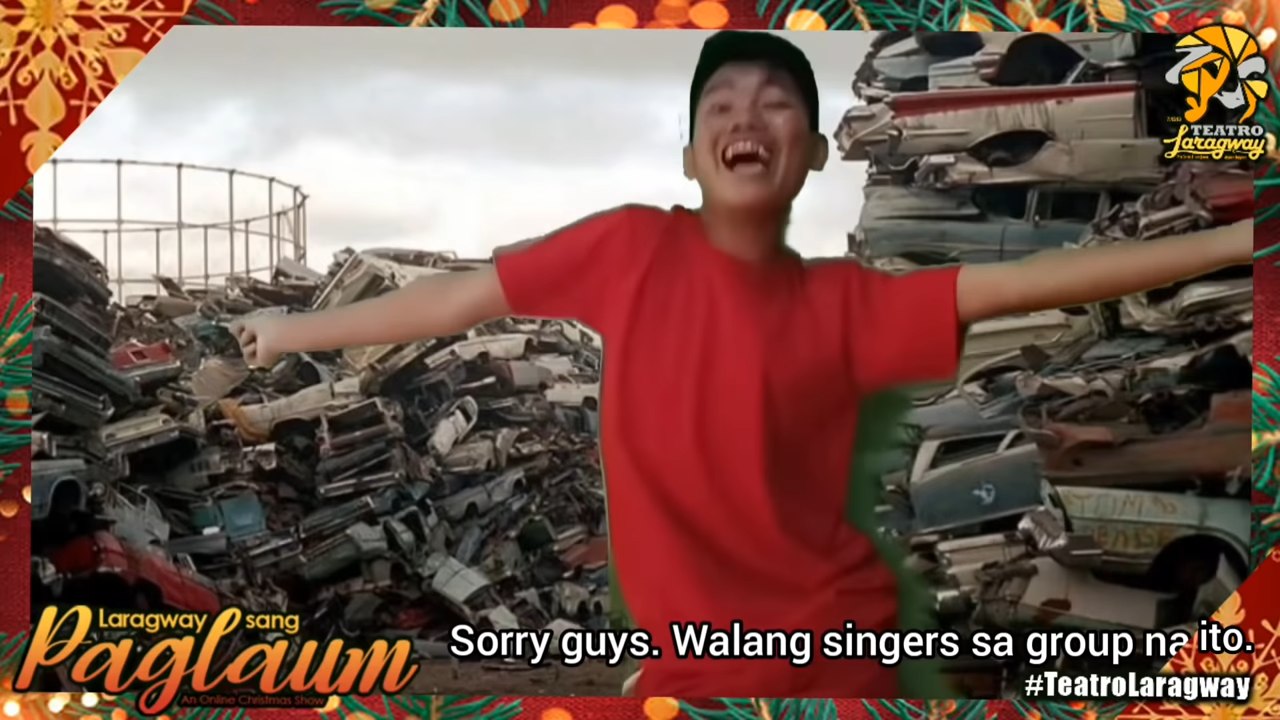 TEATRO
Laragway
Laragway sang
Paglaum
An Online Christmas Show
Sorry guys. Walang singers sa group na ito.
#TeatroLaragway